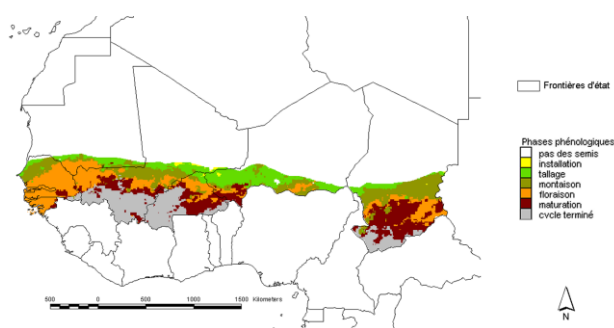 Frontières d'état
Phases phénologiques
pas des semis
installation
tallage
montaison
floraison
maturation
cycle terminé
500 0 500 1000 1500 Kilometers
N